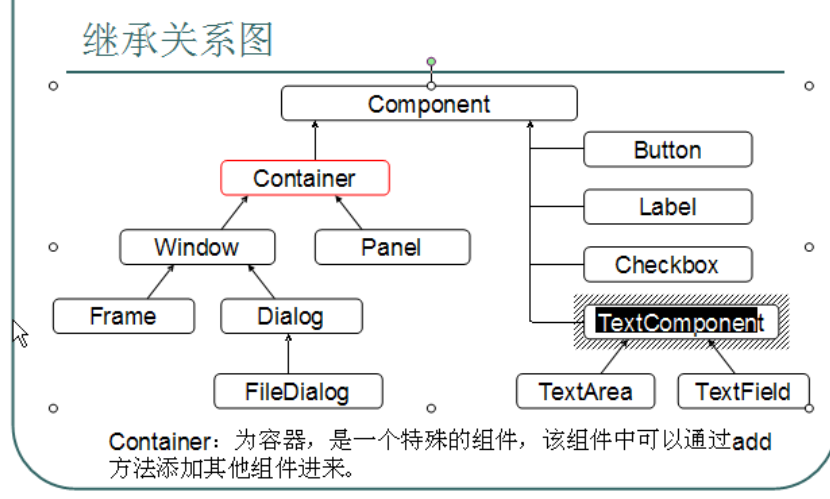 继承关系图
Component
Button
Container
Label
Window
Panel
Checkbox
Frame
Dialog
TextComponent
FileDialog
TextArea
TextField
Container：为容器，是一个特殊的组件，该组件中可以通过add
方法添加其他组件进来。